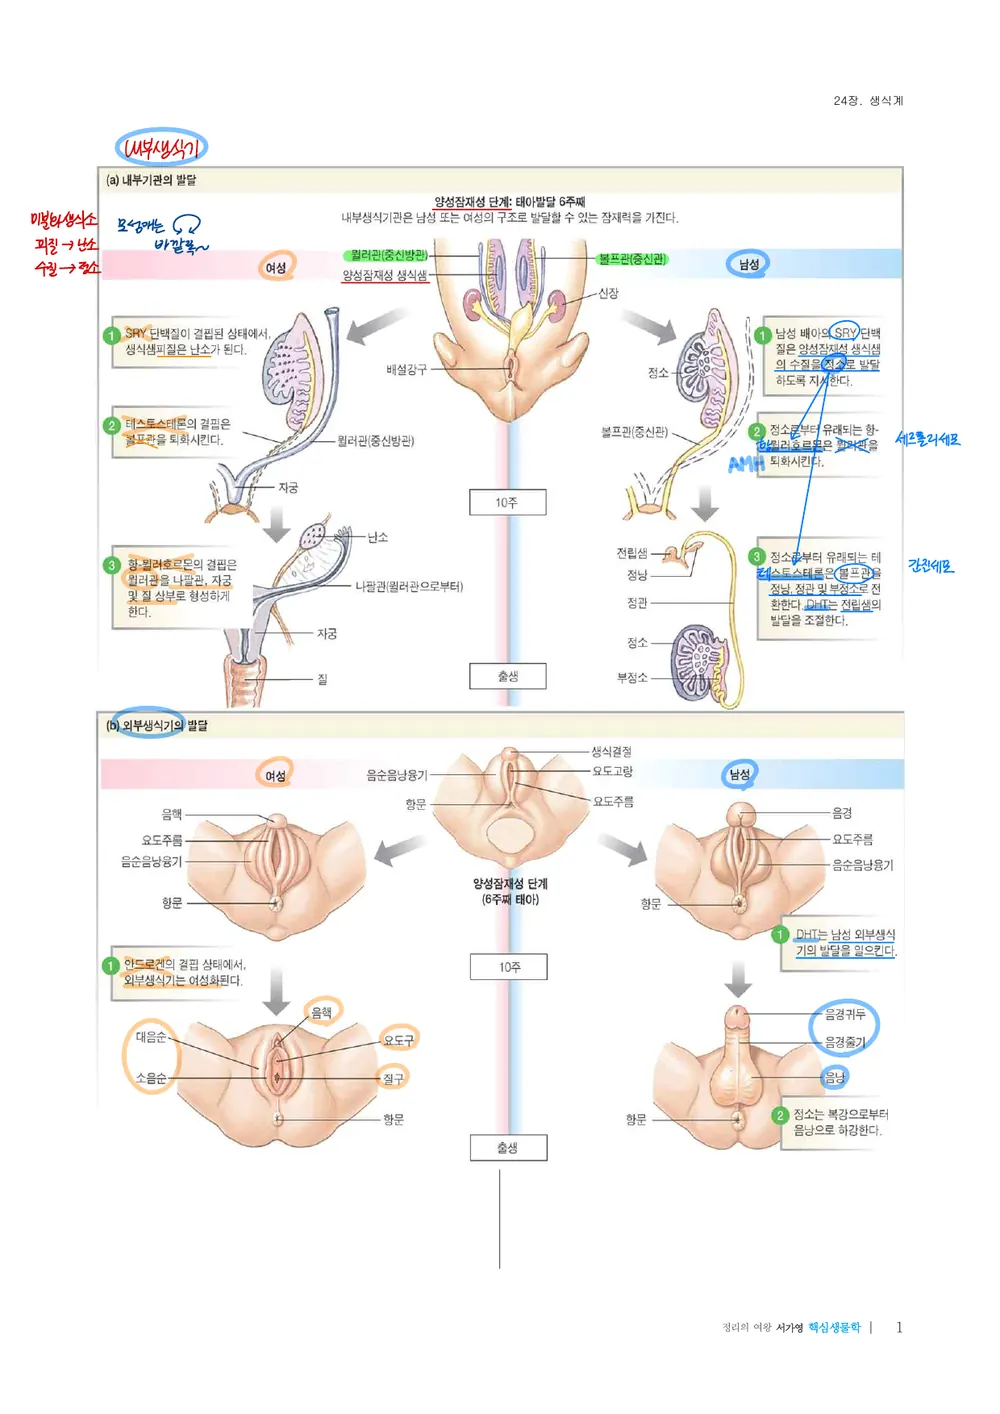 24장. 생식계
내부생식기
(a) 내부기관의 발달
양성잠재성 단계: 태아발달 6주째
내부생식기관은 남성 또는 여성의 구조로 발달할 수 있는 잠재력을 가진다.
미분화생식소
피질 → 난소
수질 → 정소
모성애는
바깥쪽~
여성
뮐러관(중신방관)
양성잠재성 생식샘
볼프관(중신관)
신장
남성
배설강구
1 SRY 단백질이 결핍된 상태에서,
생식샘피질은 난소가 된다.
2 테스토스테론의 결핍은
볼프관을 퇴화시킨다.
뮐러관(중신방관)
자궁
3 항-뮐러호르몬의 결핍은
뮐러관을 나팔관, 자궁
및 질 상부로 형성하게
한다.
난소
나팔관(뮐러관으로부터)
자궁
질
10주
출생
정소
볼프관(중신관)
1 남성 배아의 SRY 단백
질은 양성잠재성 생식샘
의 수질을 정소로 발달
하도록 지시한다.
2 정소로부터 유래되는 항-
뮐러호르몬은 뮐러관을
퇴화시킨다.
AMH
세르톨리세포
전립샘
정낭
정관
정소
부정소
3 정소로부터 유래되는 테
스토스테론은 볼프관을
정낭, 정관 및 부정소로 전
환한다. DHT는 전립샘의
발달을 조절한다.
간질세포
(b) 외부생식기의 발달
여성
음순음낭융기
항문
생식결절
요도고랑
요도주름
남성
양성잠재성 단계
(6주째 태아)
음핵
요도주름
음순음낭융기
항문
음경
요도주름
음순음낭융기
항문
1 안드로겐의 결핍 상태에서,
외부생식기는 여성화된다.
10주
1 DHT는 남성 외부생식
기의 발달을 일으킨다.
대음순
소음순
음핵
요도구
질구
항문
음경귀두
음경줄기
음낭
항문
2 정소는 복강으로부터
음낭으로 하강한다.
출생
정리의 여왕 서가영 핵심생물학 | 1